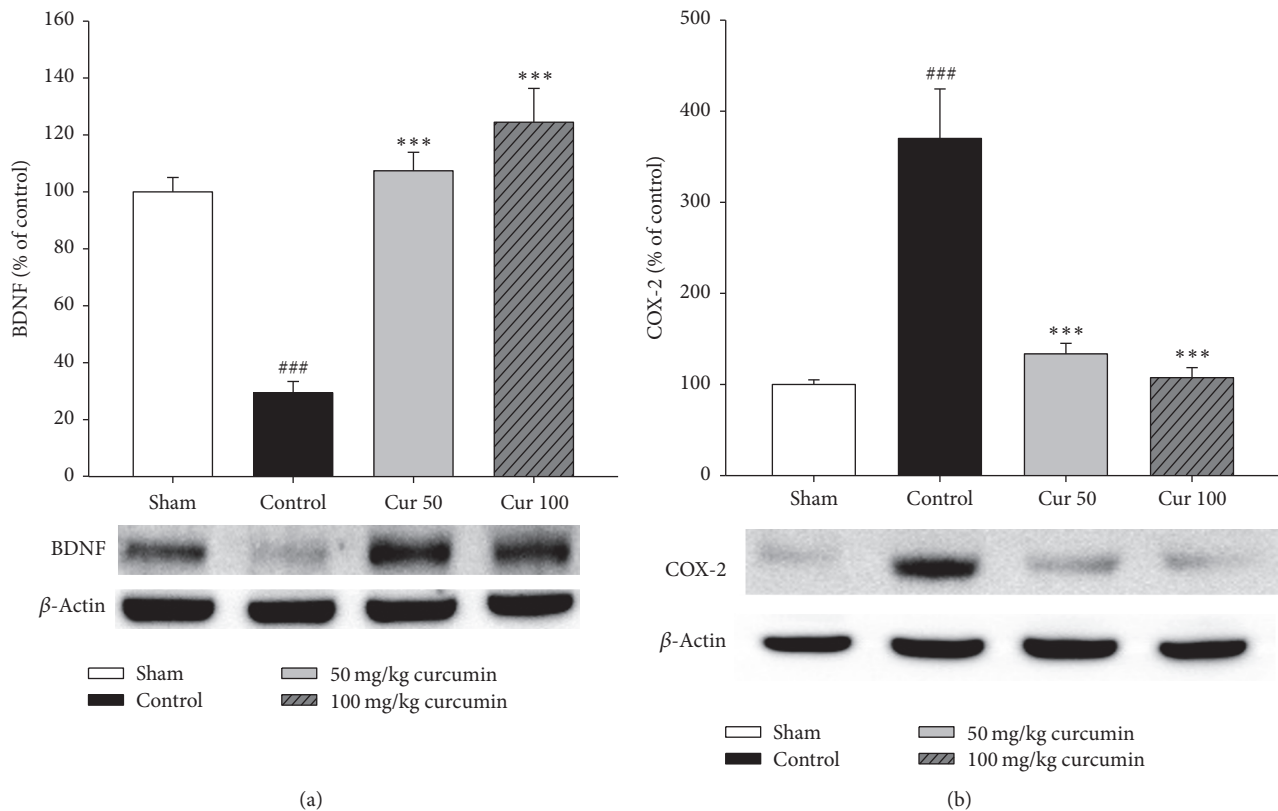 160
140
120
100
80
60
40
20
0
BDNF (% of control)
***
***
###
Sham Control Cur 50 Cur 100
BDNF
β-Actin
Sham 50 mg/kg curcumin
Control 100 mg/kg curcumin
(a)
500
400
300
200
100
0
COX-2 (% of control)
###
***
***
Sham Control Cur 50 Cur 100
COX-2
β-Actin
Sham 50 mg/kg curcumin
Control 100 mg/kg curcumin
(b)